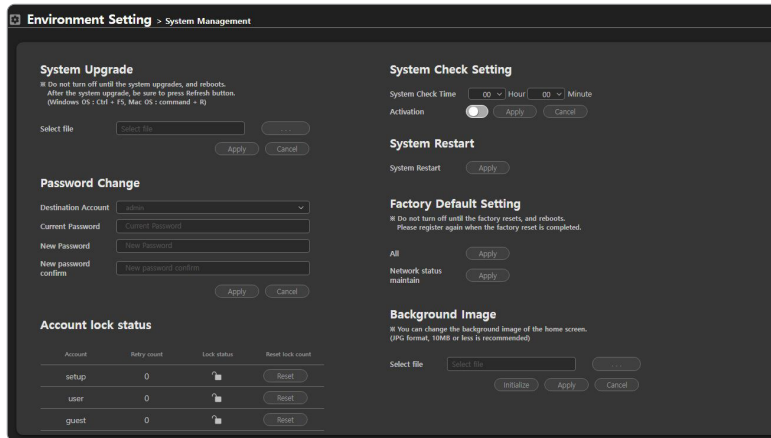 Environment Setting > System Management
System Upgrade
※ Do not turn off until the system upgrades, and reboots.
After the system upgrade, be sure to press Refresh button.
(Windows OS : Ctrl + F5, Mac OS : command + R)
Select file Select file ...
Apply Cancel
Password Change
Destination Account admin
Current Password Current Password
New Password New Password
New password
confirm New password confirm
Apply Cancel
Account lock status
Account Retry count Lock status Reset lock count
setup 0 Reset
user 0 Reset
guest 0 Reset
System Check Setting
System Check Time 00 Hour 00 Minute
Activation Apply Cancel
System Restart
System Restart Apply
Factory Default Setting
※ Do not turn off until the factory resets, and reboots.
Please register again when the factory reset is completed.
All Apply
Network status
maintain Apply
Background Image
※ You can change the background image of the home screen.
(JPG format, 10MB or less is recommended)
Select file Select file ...
Initialize Apply Cancel